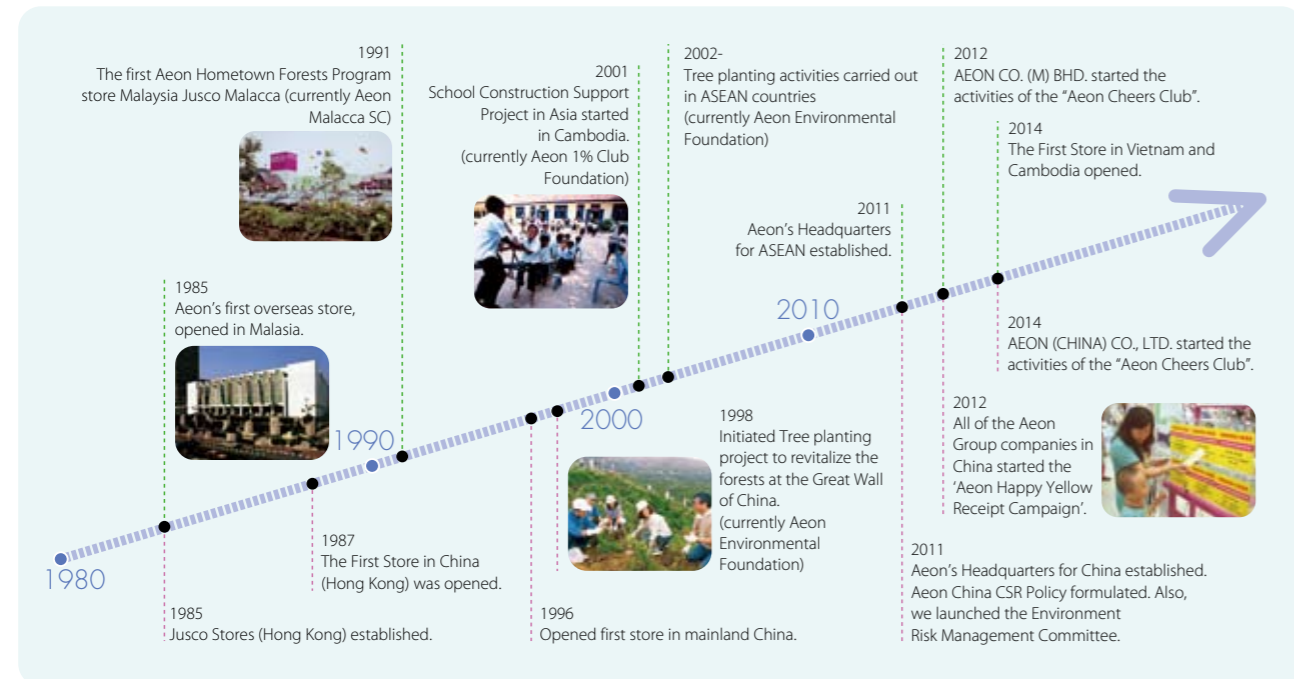 1991
The first Aeon Hometown Forests Program
store Malaysia Jusco Malacca (currently Aeon
Malacca SC)
2001
School Construction Support
Project in Asia started
in Cambodia.
(currently Aeon 1% Club
Foundation)
2002-
Tree planting activities carried out
in ASEAN countries
(currently Aeon Environmental
Foundation)
2012
AEON CO. (M) BHD. started the
activities of the “Aeon Cheers Club”.
2014
The First Store in Vietnam and
Cambodia opened.
2011
Aeon’s Headquarters
for ASEAN established.
1985
Aeon’s first overseas store,
opened in Malasia.
1980
1990
2000
2010
1985
Jusco Stores (Hong Kong) established.
1987
The First Store in China
(Hong Kong) was opened.
1996
Opened first store in mainland China.
1998
Initiated Tree planting
project to revitalize the
forests at the Great Wall
of China.
(currently Aeon
Environmental
Foundation)
2011
Aeon’s Headquarters for China established.
Aeon China CSR Policy formulated. Also,
we launched the Environment
Risk Management Committee.
2012
All of the Aeon
Group companies in
China started the
‘Aeon Happy Yellow
Receipt Campaign’.
2014
AEON (CHINA) CO., LTD. started the
activities of the “Aeon Cheers Club”.